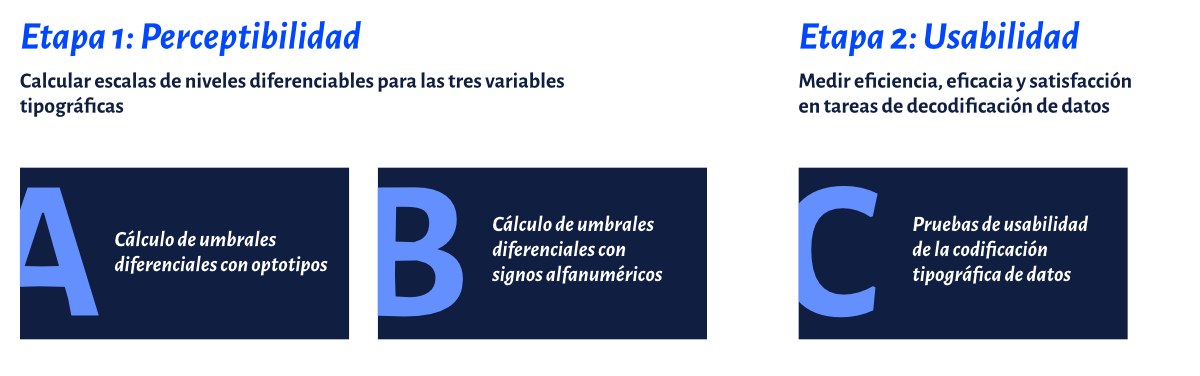 Etapa 1: Perceptibilidad
Calcular escalas de niveles diferenciables para las tres variables
tipográficas
A
Cálculo de umbrales
diferenciales con optotipos
B
Cálculo de umbrales
diferenciales con
signos alfanuméricos
Etapa 2: Usabilidad
Medir eficiencia, eficacia y satisfacción
en tareas de decodificación de datos
C
Pruebas de usabilidad
de la codificación
tipográfica de datos